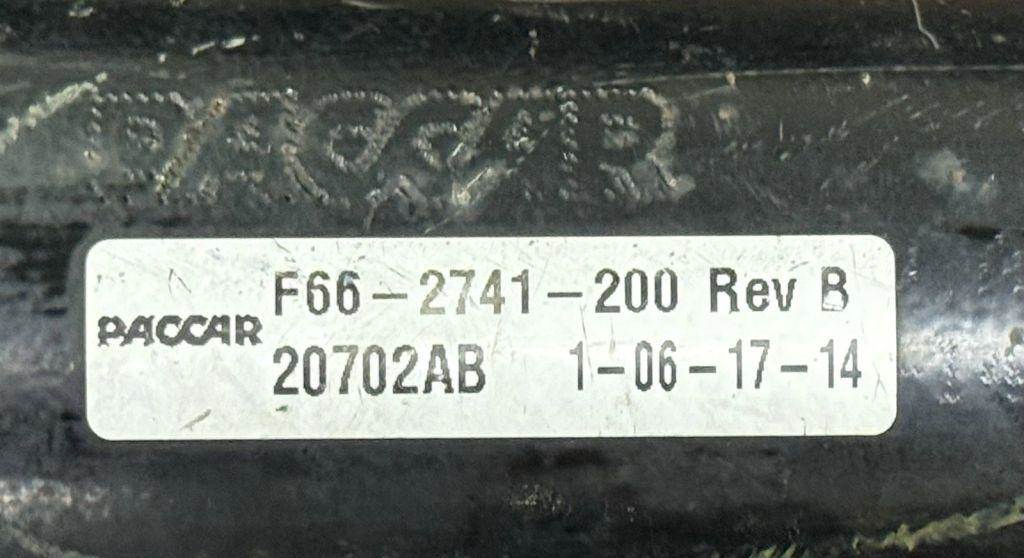 PACCAR
PACCAR
F66-2741-200 Rev B
20702AB 1-06-17-14